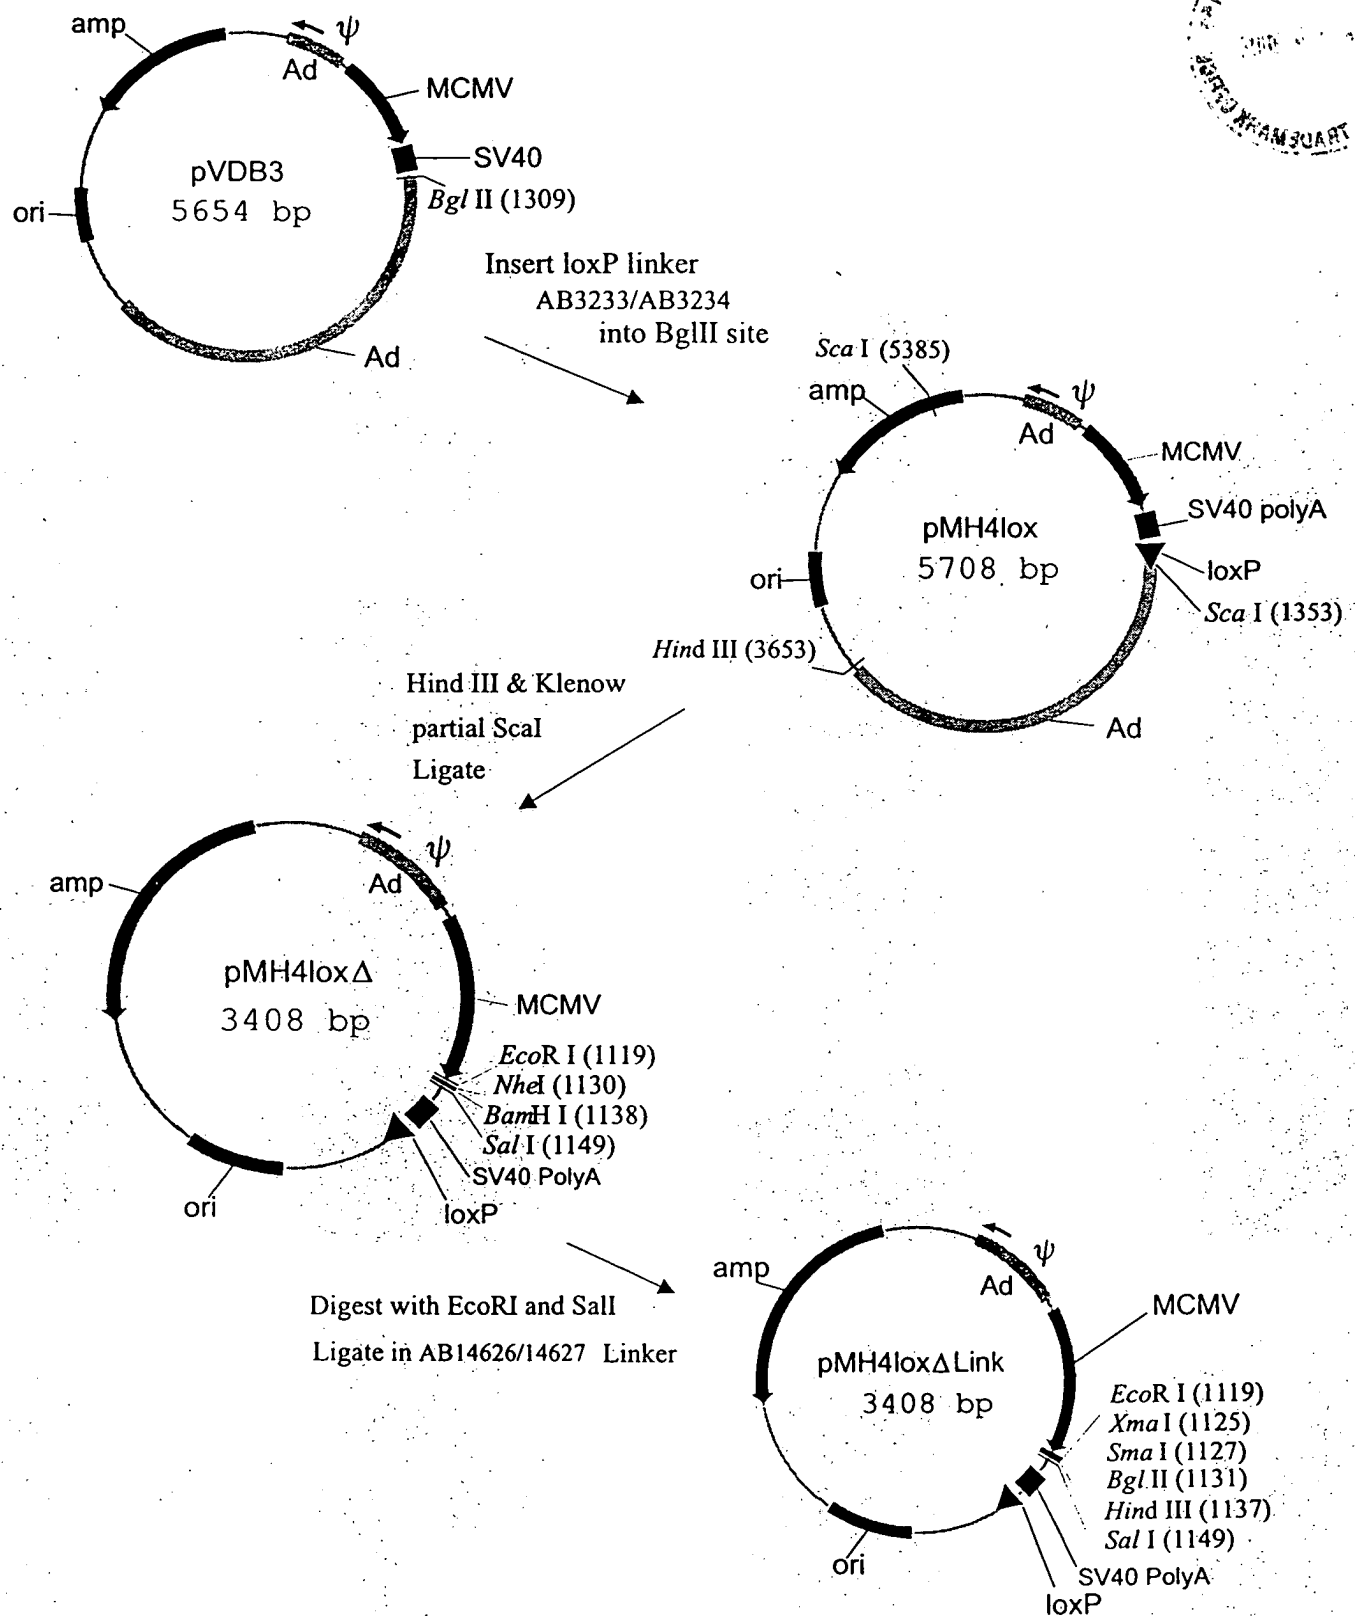 amp
ψ
Ad
MCMV
pVDB3
5654 bp
SV40
Bgl II (1309)
ori
Ad
Insert loxP linker
AB3233/AB3234
into BglII site
Sca I (5385)
amp
ψ
Ad
MCMV
SV40 polyA
pMH4lox
5708 bp
loxP
ori
Sca I (1353)
Hind III (3653)
Ad
Hind III & Klenow
partial ScaI
Ligate
ψ
amp
Ad
pMH4loxΔ
3408 bp
MCMV
EcoR I (1119)
NheI (1130)
BamH I (1138)
Sal I (1149)
SV40 PolyA
ori
loxP
Digest with EcoRI and SalI
Ligate in AB14626/14627 Linker
ψ
amp
Ad
MCMV
pMH4loxΔLink
3408 bp
EcoR I (1119)
Xma I (1125)
Sma I (1127)
Bgl II (1131)
Hind III (1137)
Sal I (1149)
ori
SV40 PolyA
loxP